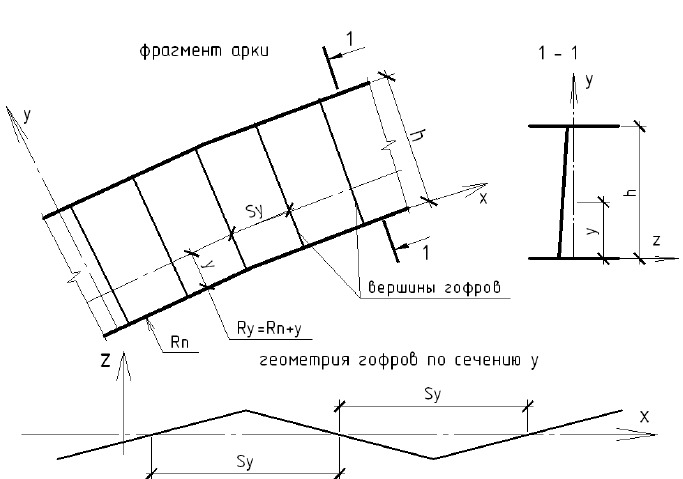 фрагмент арки
1
1 - 1
y
y
h
h
Sy
y
x
y
z
1
вершины гофров
Ry=Rn+y
Rn
геометрия гофров по сечению y
Z
Sy
X
Sy